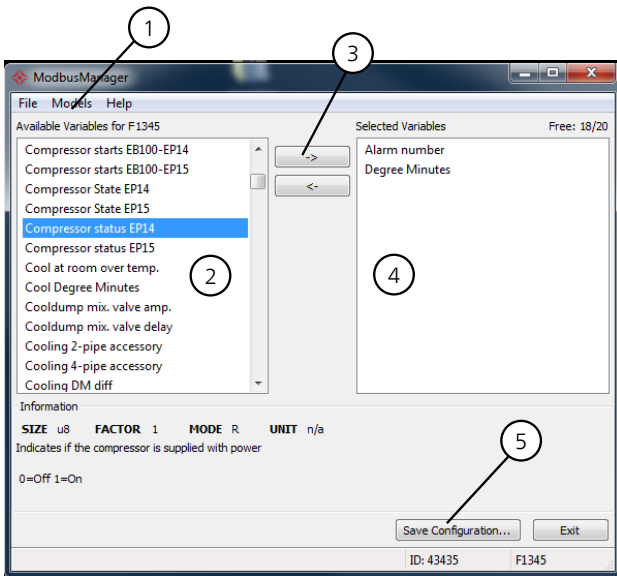 1
3
ModbusManager
File Models Help
Available Variables for F1345
Selected Variables Free: 18/20
Compressor starts EB100-EP14
Compressor starts EB100-EP15
Compressor State EP14
Compressor State EP15
Compressor status EP14
Compressor status EP15
Cool at room over temp.
Cool Degree Minutes
Cooldump mix. valve amp.
Cooldump mix. valve delay
Cooling 2-pipe accessory
Cooling 4-pipe accessory
Cooling DM diff
2
->
<-
Alarm number
Degree Minutes
4
Information
SIZE u8 FACTOR 1 MODE R UNIT n/a
Indicates if the compressor is supplied with power
0=Off 1=On
5
Save Configuration... Exit
ID: 43435 F1345